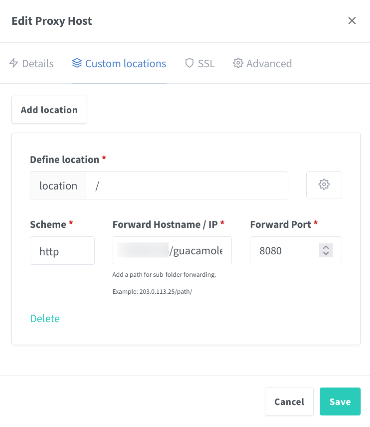 Edit Proxy Host
Details Custom locations SSL Advanced
Add location
Define location *
location /
Scheme * Forward Hostname / IP * Forward Port *
http /guacamole 8080
Add a path for sub-folder forwarding.
Example: 203.0.113.25/path/
Delete
Cancel Save